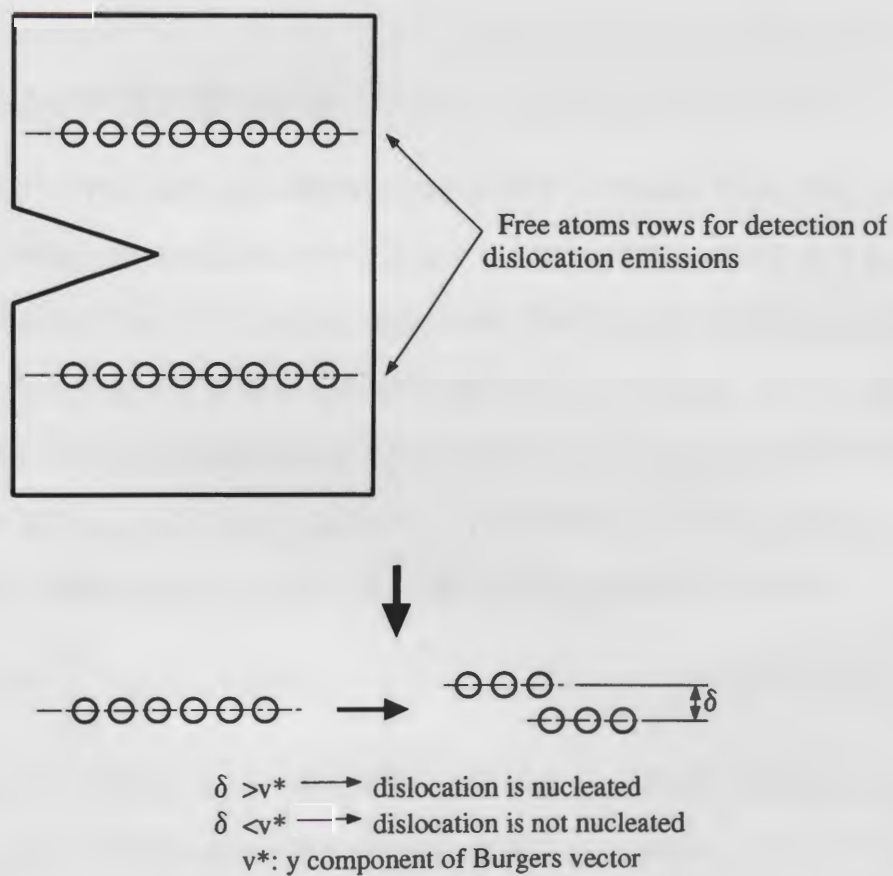 Free atoms rows for detection of
dislocation emissions
δ
δ >v* dislocation is nucleated
δ <v* dislocation is not nucleated
v*: y component of Burgers vector